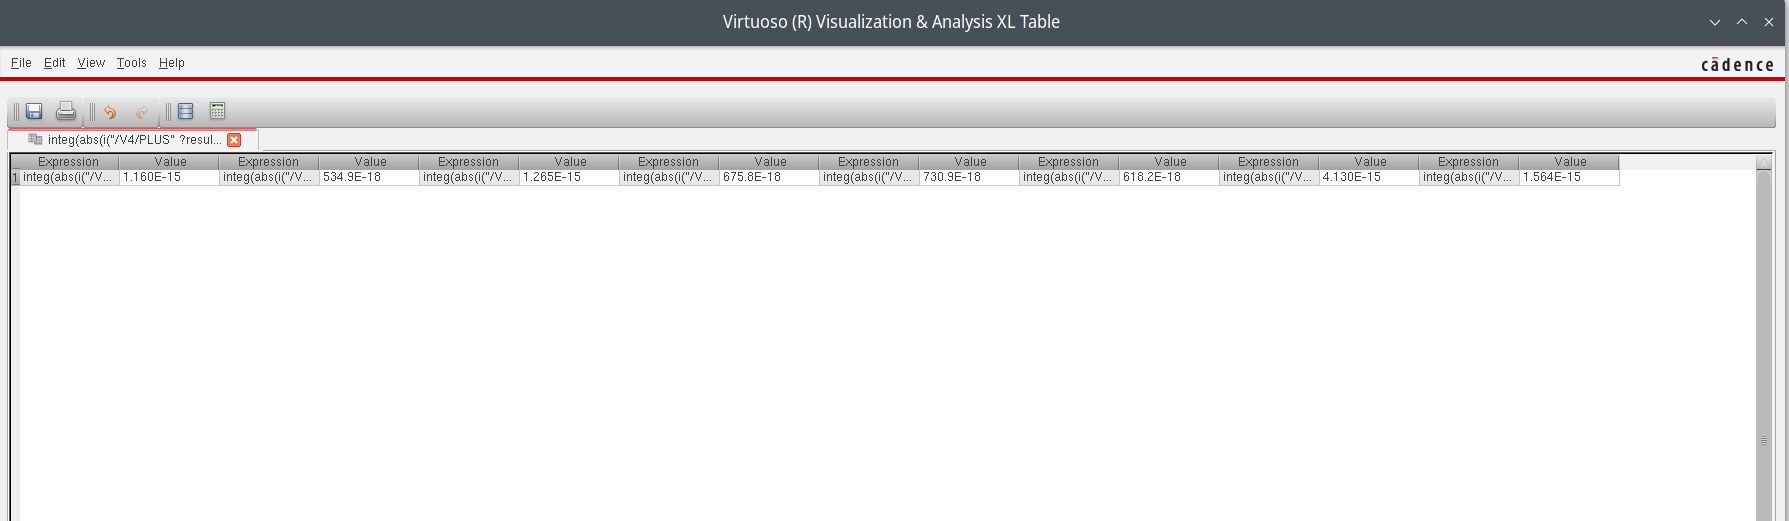 Virtuoso (R) Visualization & Analysis XL Table
File Edit View Tools Help
cādence
integ(abs(i("/V4/PLUS" ?resul...
Expression Value Expression Value Expression Value Expression Value Expression Value Expression Value Expression Value Expression Value
1 integ(abs(i("/V... 1.160E-15 integ(abs(i("/V... 534.9E-18 integ(abs(i("/V... 1.265E-15 integ(abs(i("/V... 675.8E-18 integ(abs(i("/V... 730.9E-18 integ(abs(i("/V... 618.2E-18 integ(abs(i("/V... 4.130E-15 integ(abs(i("/V... 1.564E-15